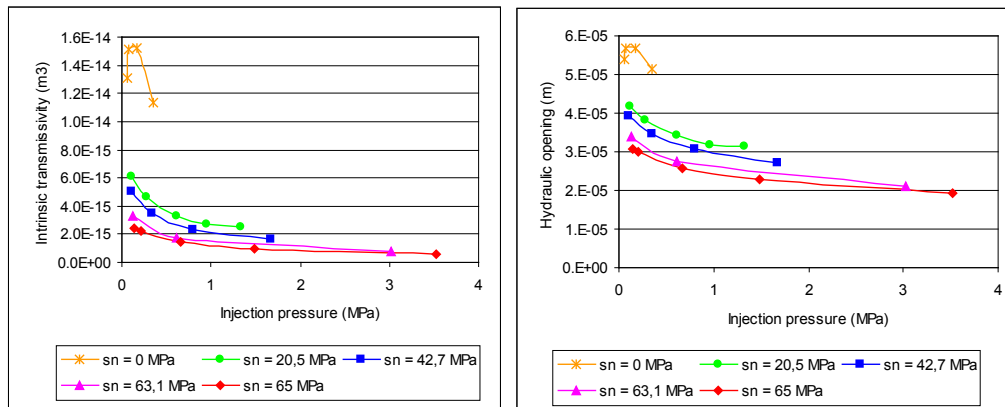 1.6E-14
1.4E-14
1.2E-14
1.0E-14
8.0E-15
6.0E-15
4.0E-15
2.0E-15
0.0E+00
Intrinsic transmissivity (m3)
0 1 2 3 4
Injection pressure (MPa)
sn = 0 MPa sn = 20,5 MPa sn = 42,7 MPa
sn = 63,1 MPa sn = 65 MPa
6.E-05
5.E-05
4.E-05
3.E-05
2.E-05
1.E-05
0.E+00
Hydraulic opening (m)
0 1 2 3 4
Injection pressure (MPa)
sn = 0 MPa sn = 20,5 MPa sn = 42,7 MPa
sn = 63,1 MPa sn = 65 MPa